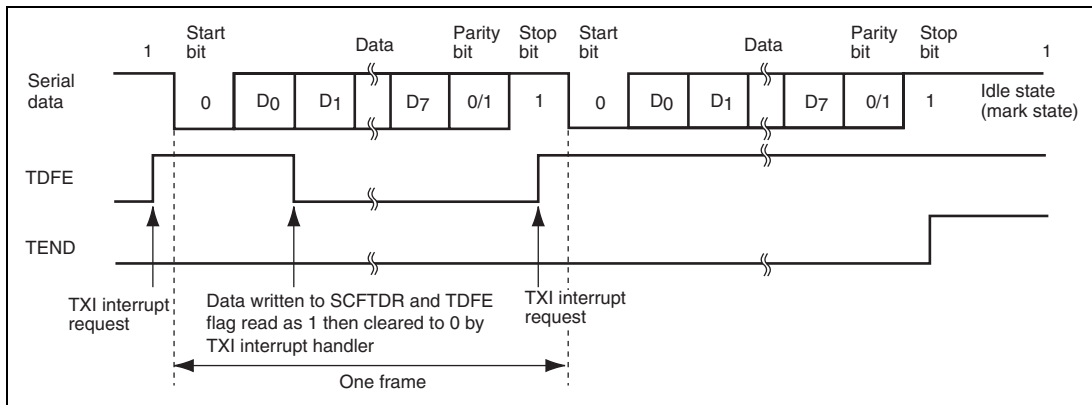 1 Start bit Data Parity bit Stop bit Start bit Data Parity bit Stop bit 1
Serial data 0 D0 D1 D7 0/1 1 0 D0 D1 D7 0/1 1 Idle state (mark state)
TDFE
TEND
TXI interrupt request
Data written to SCFTDR and TDFE
flag read as 1 then cleared to 0 by
TXI interrupt handler
TXI interrupt request
One frame